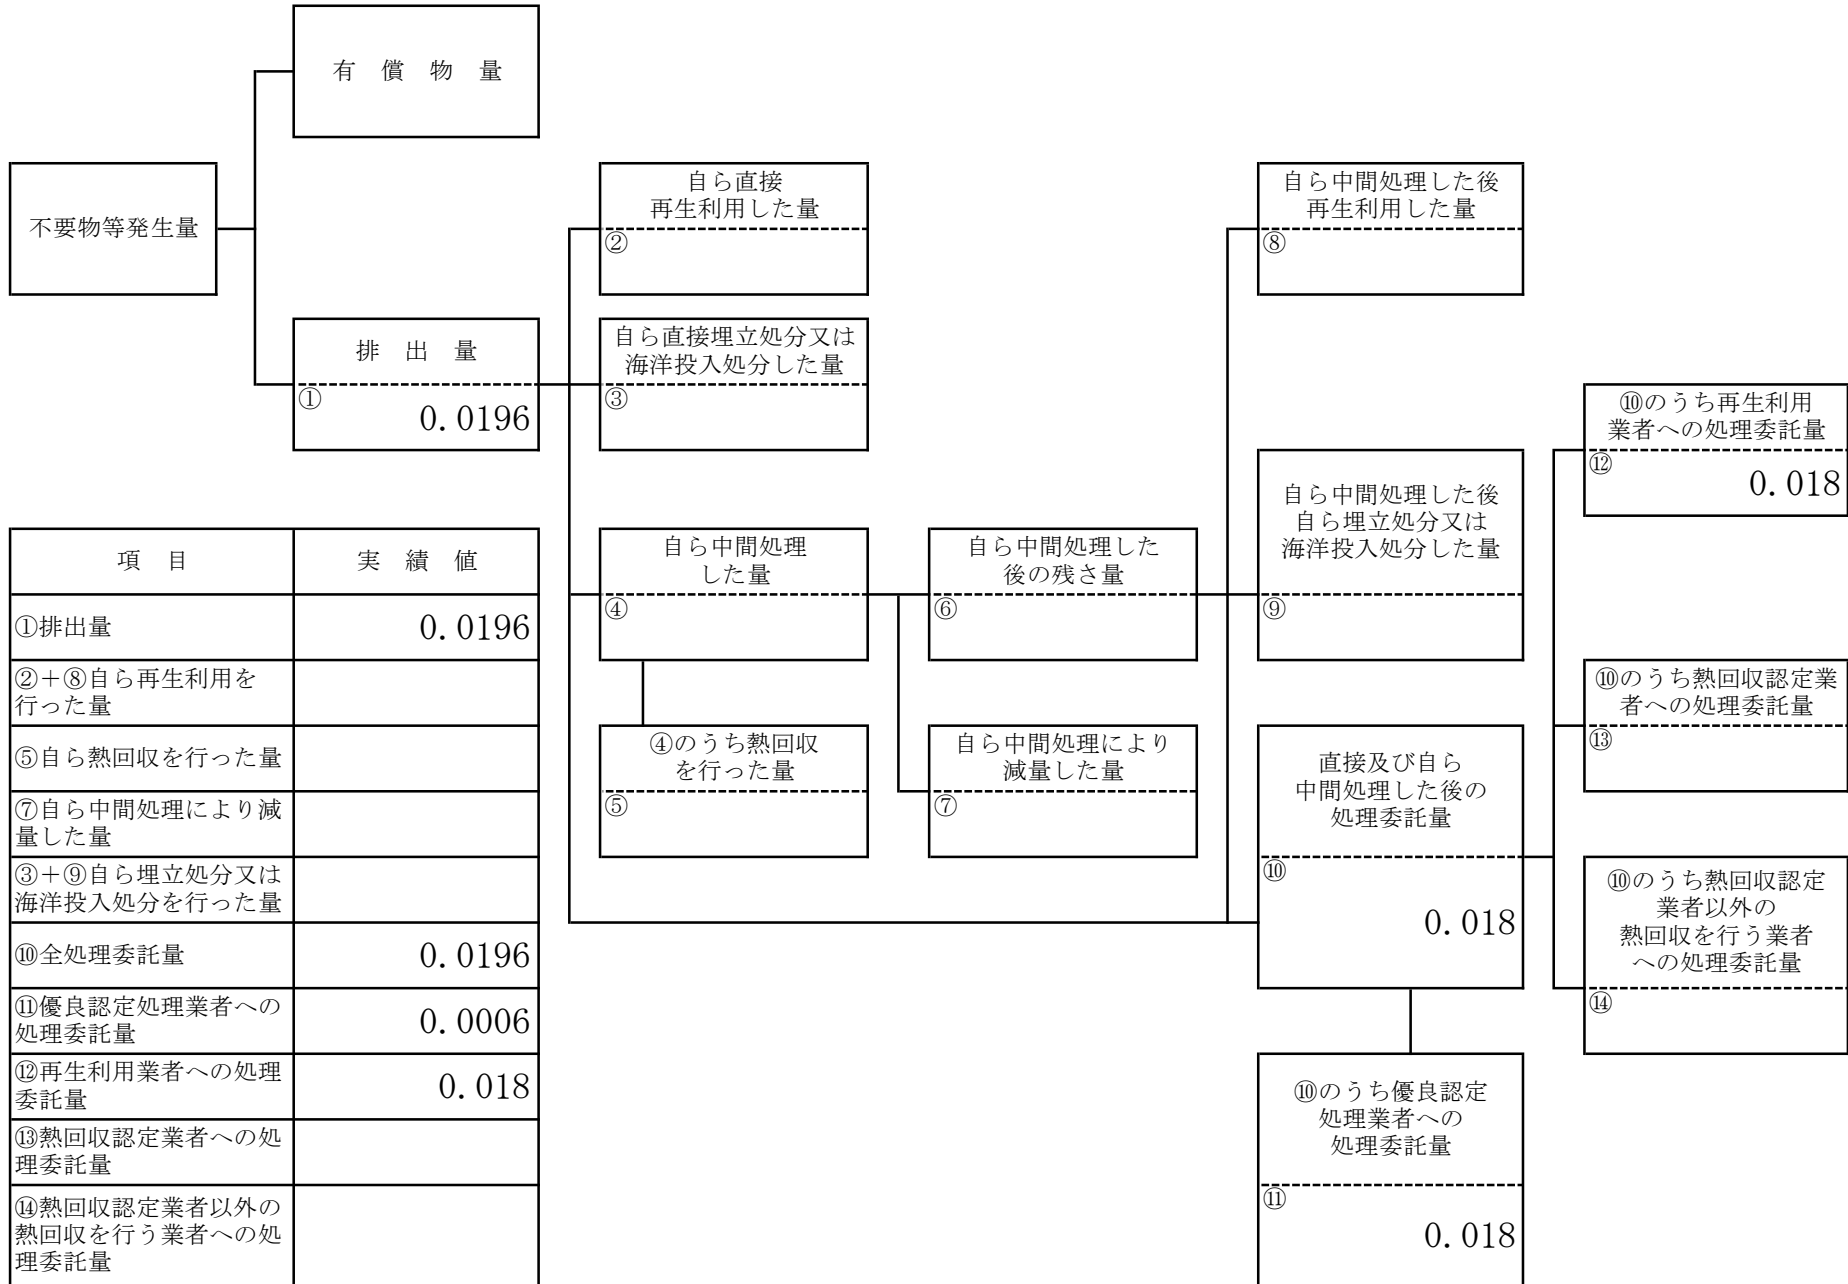 有 償 物 量
不要物等発生量
自ら直接
再生利用した量
②
自ら中間処理した後
再生利用した量
⑧
排 出 量
①
0.0196
自ら直接埋立処分又は
海洋投入処分した量
③
⑩のうち再生利用
業者への処理委託量
⑫
0.018
自ら中間処理した後
自ら埋立処分又は
海洋投入処分した量
⑨
自ら中間処理
した量
④
自ら中間処理した
後の残さ量
⑥
④のうち熱回収
を行った量
⑤
自ら中間処理により
減量した量
⑦
⑩のうち熱回収認定業
者への処理委託量
⑬
直接及び自ら
中間処理した後の
処理委託量
⑩
0.018
⑩のうち熱回収認定
業者以外の
熱回収を行う業者
への処理委託量
⑭
⑩のうち優良認定
処理業者への
処理委託量
⑪
0.018
項 目 実 績 値
①排出量 0.0196
②+⑧自ら再生利用を
行った量
⑤自ら熱回収を行った量
⑦自ら中間処理により減
量した量
③+⑨自ら埋立処分又は
海洋投入処分を行った量
⑩全処理委託量 0.0196
⑪優良認定処理業者への
処理委託量 0.0006
⑫再生利用業者への処理
委託量 0.018
⑬熱回収認定業者への処
理委託量
⑭熱回収認定業者以外の
熱回収を行う業者への処
理委託量